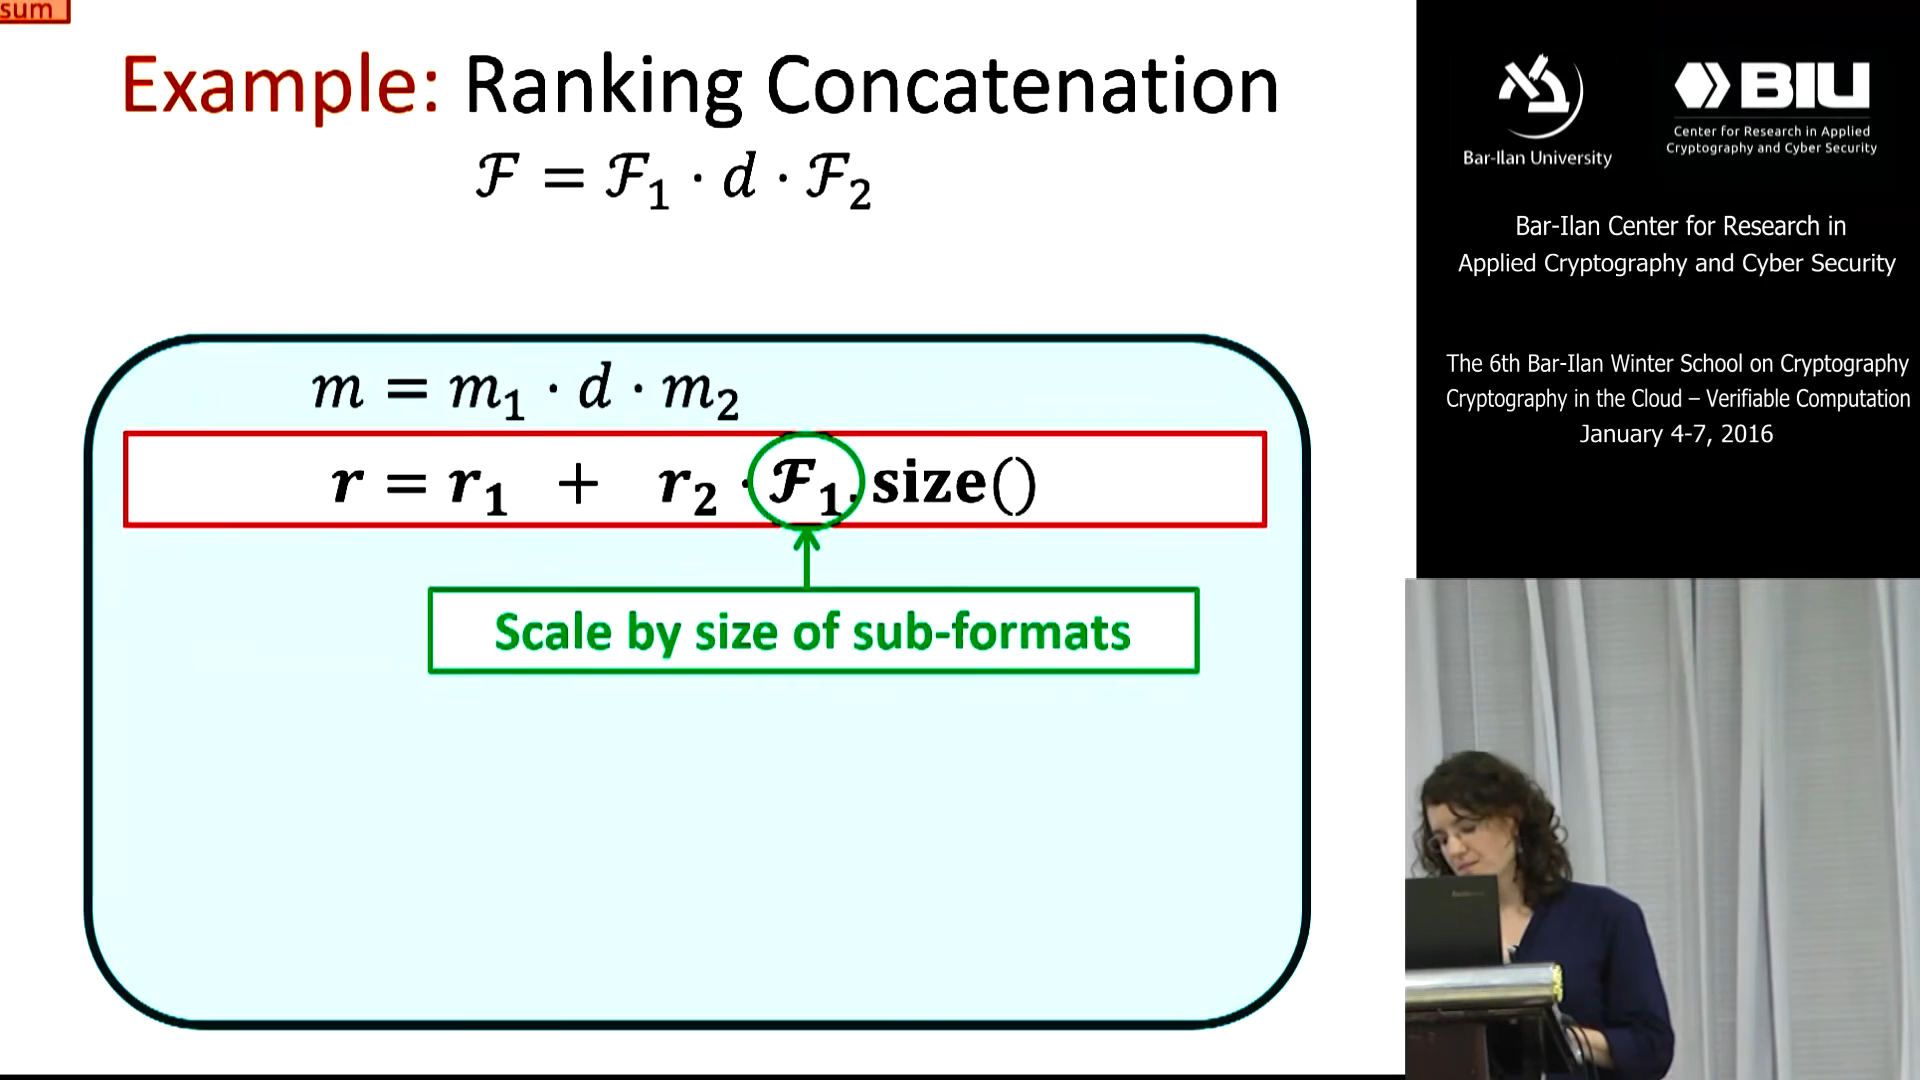 sum
Example: Ranking Concatenation
ℱ = ℱ₁ · d · ℱ₂
m = m₁ · d · m₂
r = r₁ + r₂ · ℱ₁.size()
Scale by size of sub-formats
Bar-Ilan University
BIU
Center for Research in Applied
Cryptography and Cyber Security
Bar-Ilan Center for Research in
Applied Cryptography and Cyber Security
The 6th Bar-Ilan Winter School on Cryptography
Cryptography in the Cloud – Verifiable Computation
January 4-7, 2016